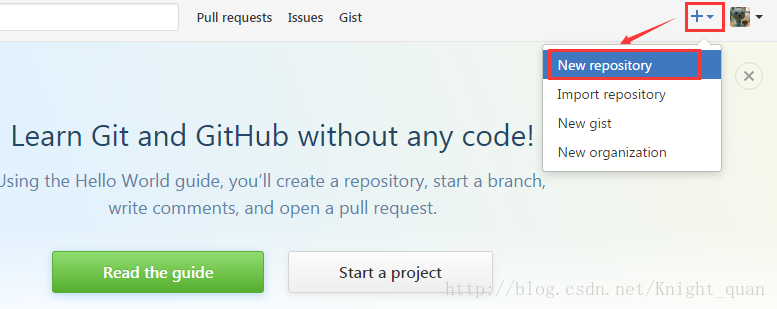 Pull requests Issues Gist
New repository
Import repository
New gist
New organization
Learn Git and GitHub without any code!
Using the Hello World guide, you'll create a repository, start a branch,
write comments, and open a pull request.
Read the guide Start a project
http://blog.csdn.net/Knight_quan